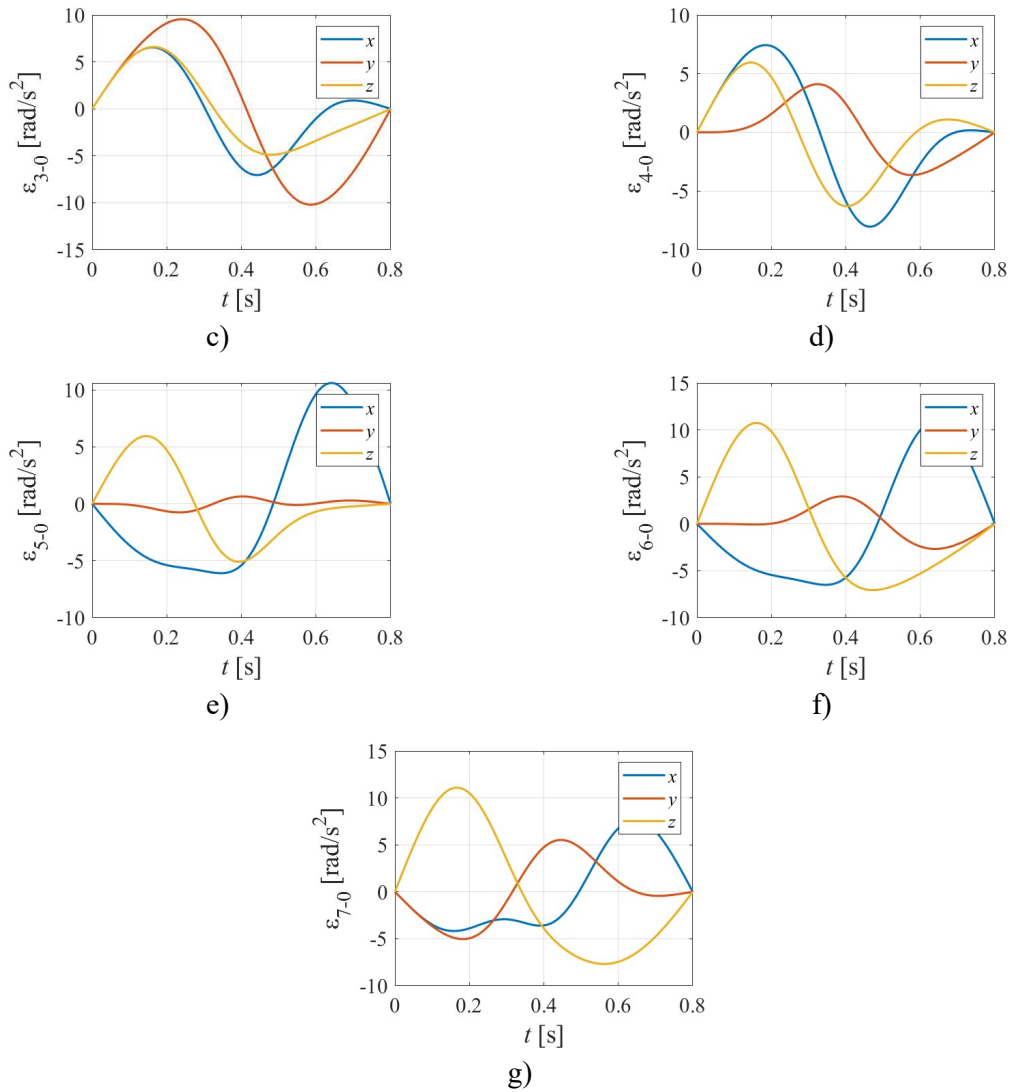 10
5
0
-5
-10
-15
ε3-0 [rad/s2]
x
y
z
0
0.2
0.4
0.6
0.8
t [s]
c)
10
5
0
-5
-10
ε4-0 [rad/s2]
x
y
z
0
0.2
0.4
0.6
0.8
t [s]
d)
10
5
0
-5
-10
ε5-0 [rad/s2]
x
y
z
0
0.2
0.4
0.6
0.8
t [s]
e)
15
10
5
0
-5
-10
ε6-0 [rad/s2]
x
y
z
0
0.2
0.4
0.6
0.8
t [s]
f)
15
10
5
0
-5
-10
ε7-0 [rad/s2]
x
y
z
0
0.2
0.4
0.6
0.8
t [s]
g)